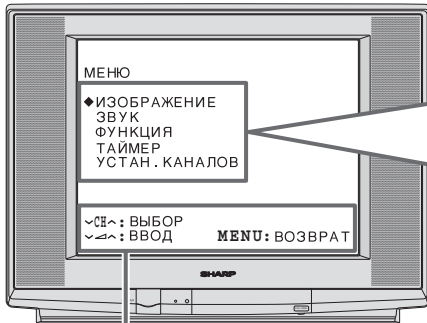 МЕНЮ
◆ИЗОБРАЖЕНИЕ
ЗВУК
ФУНКЦИЯ
ТАЙМЕР
УСТАН.КАНАЛОВ
⌵CH⌃: ВЫБОР
⌵⊿⌃: ВВОД MENU: ВОЗВРАТ
SHARP